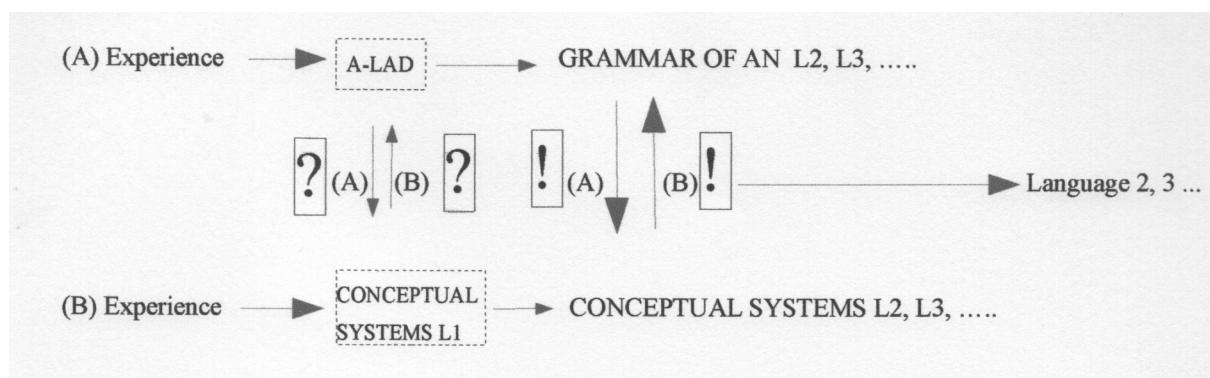 (A) Experience A-LAD GRAMMAR OF AN L2, L3, …..
? (A) (B) ? ! (A) (B) ! Language 2, 3 ...
(B) Experience CONCEPTUAL SYSTEMS L1 CONCEPTUAL SYSTEMS L2, L3, …..